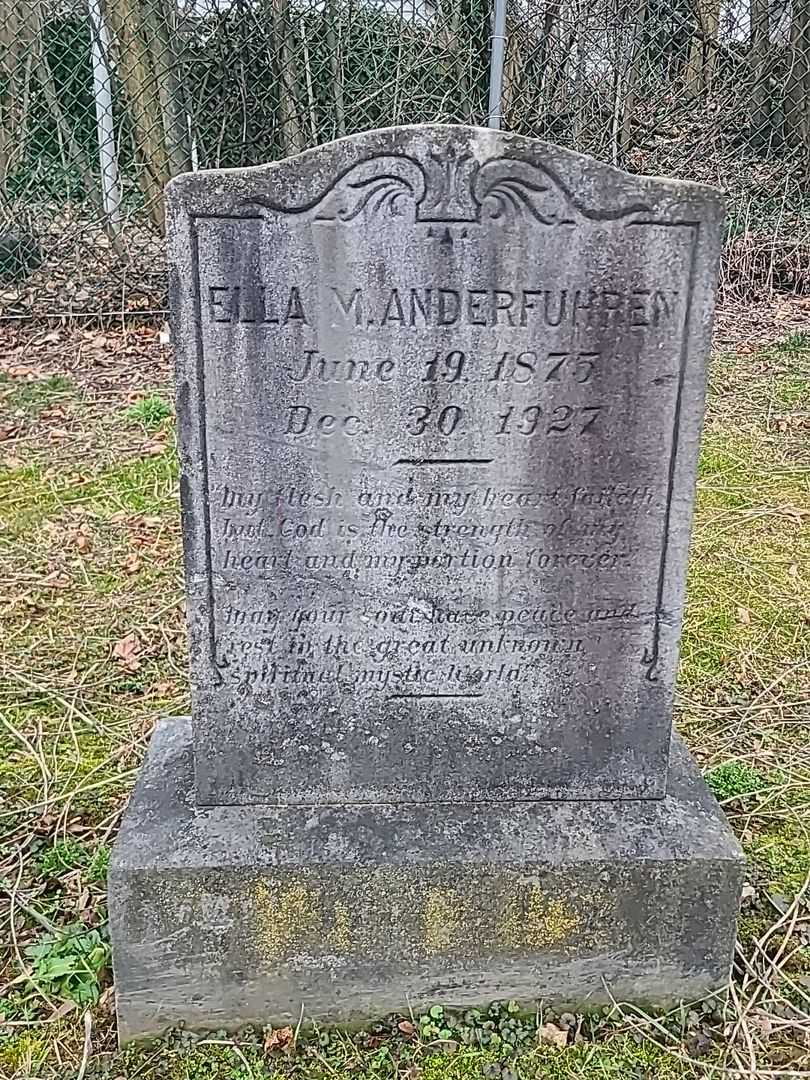 ELLA M. ANDERFUHREN
June 19. 1875
Dec. 30. 1927
"My flesh and my heart faileth,
but God is the strength of my
heart and my portion forever."
"May your soul have peace and
rest in the great unknown
spiritual mystic world."